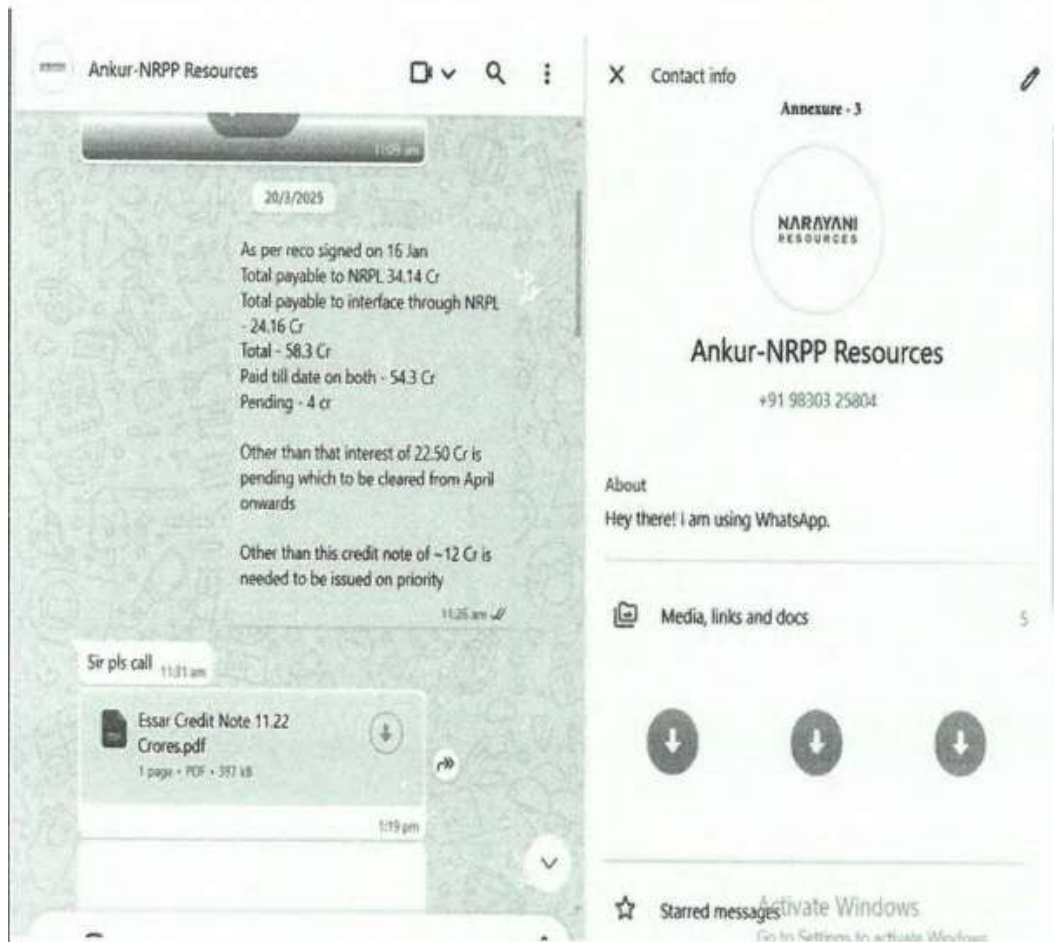 Ankur-NRPP Resources
11:09 am
20/3/2025
As per reco signed on 16 Jan
Total payable to NRPL 34.14 Cr
Total payable to interface through NRPL
- 24.16 Cr
Total - 58.3 Cr
Paid till date on both - 54.3 Cr
Pending - 4 cr
Other than that interest of 22.50 Cr is
pending which to be cleared from April
onwards
Other than this credit note of ~12 Cr is
needed to be issued on priority
11:26 am
Sir pls call 11:31 am
Essar Credit Note 11.22
Crores.pdf
1 page • PDF • 397 kB
1:19 pm
Contact info
Annexure - 3
NARAYANI
RESOURCES
Ankur-NRPP Resources
+91 98303 25804
About
Hey there! I am using WhatsApp.
Media, links and docs 5
Starred messages
Activate Windows
Go to Settings to activate Windows.